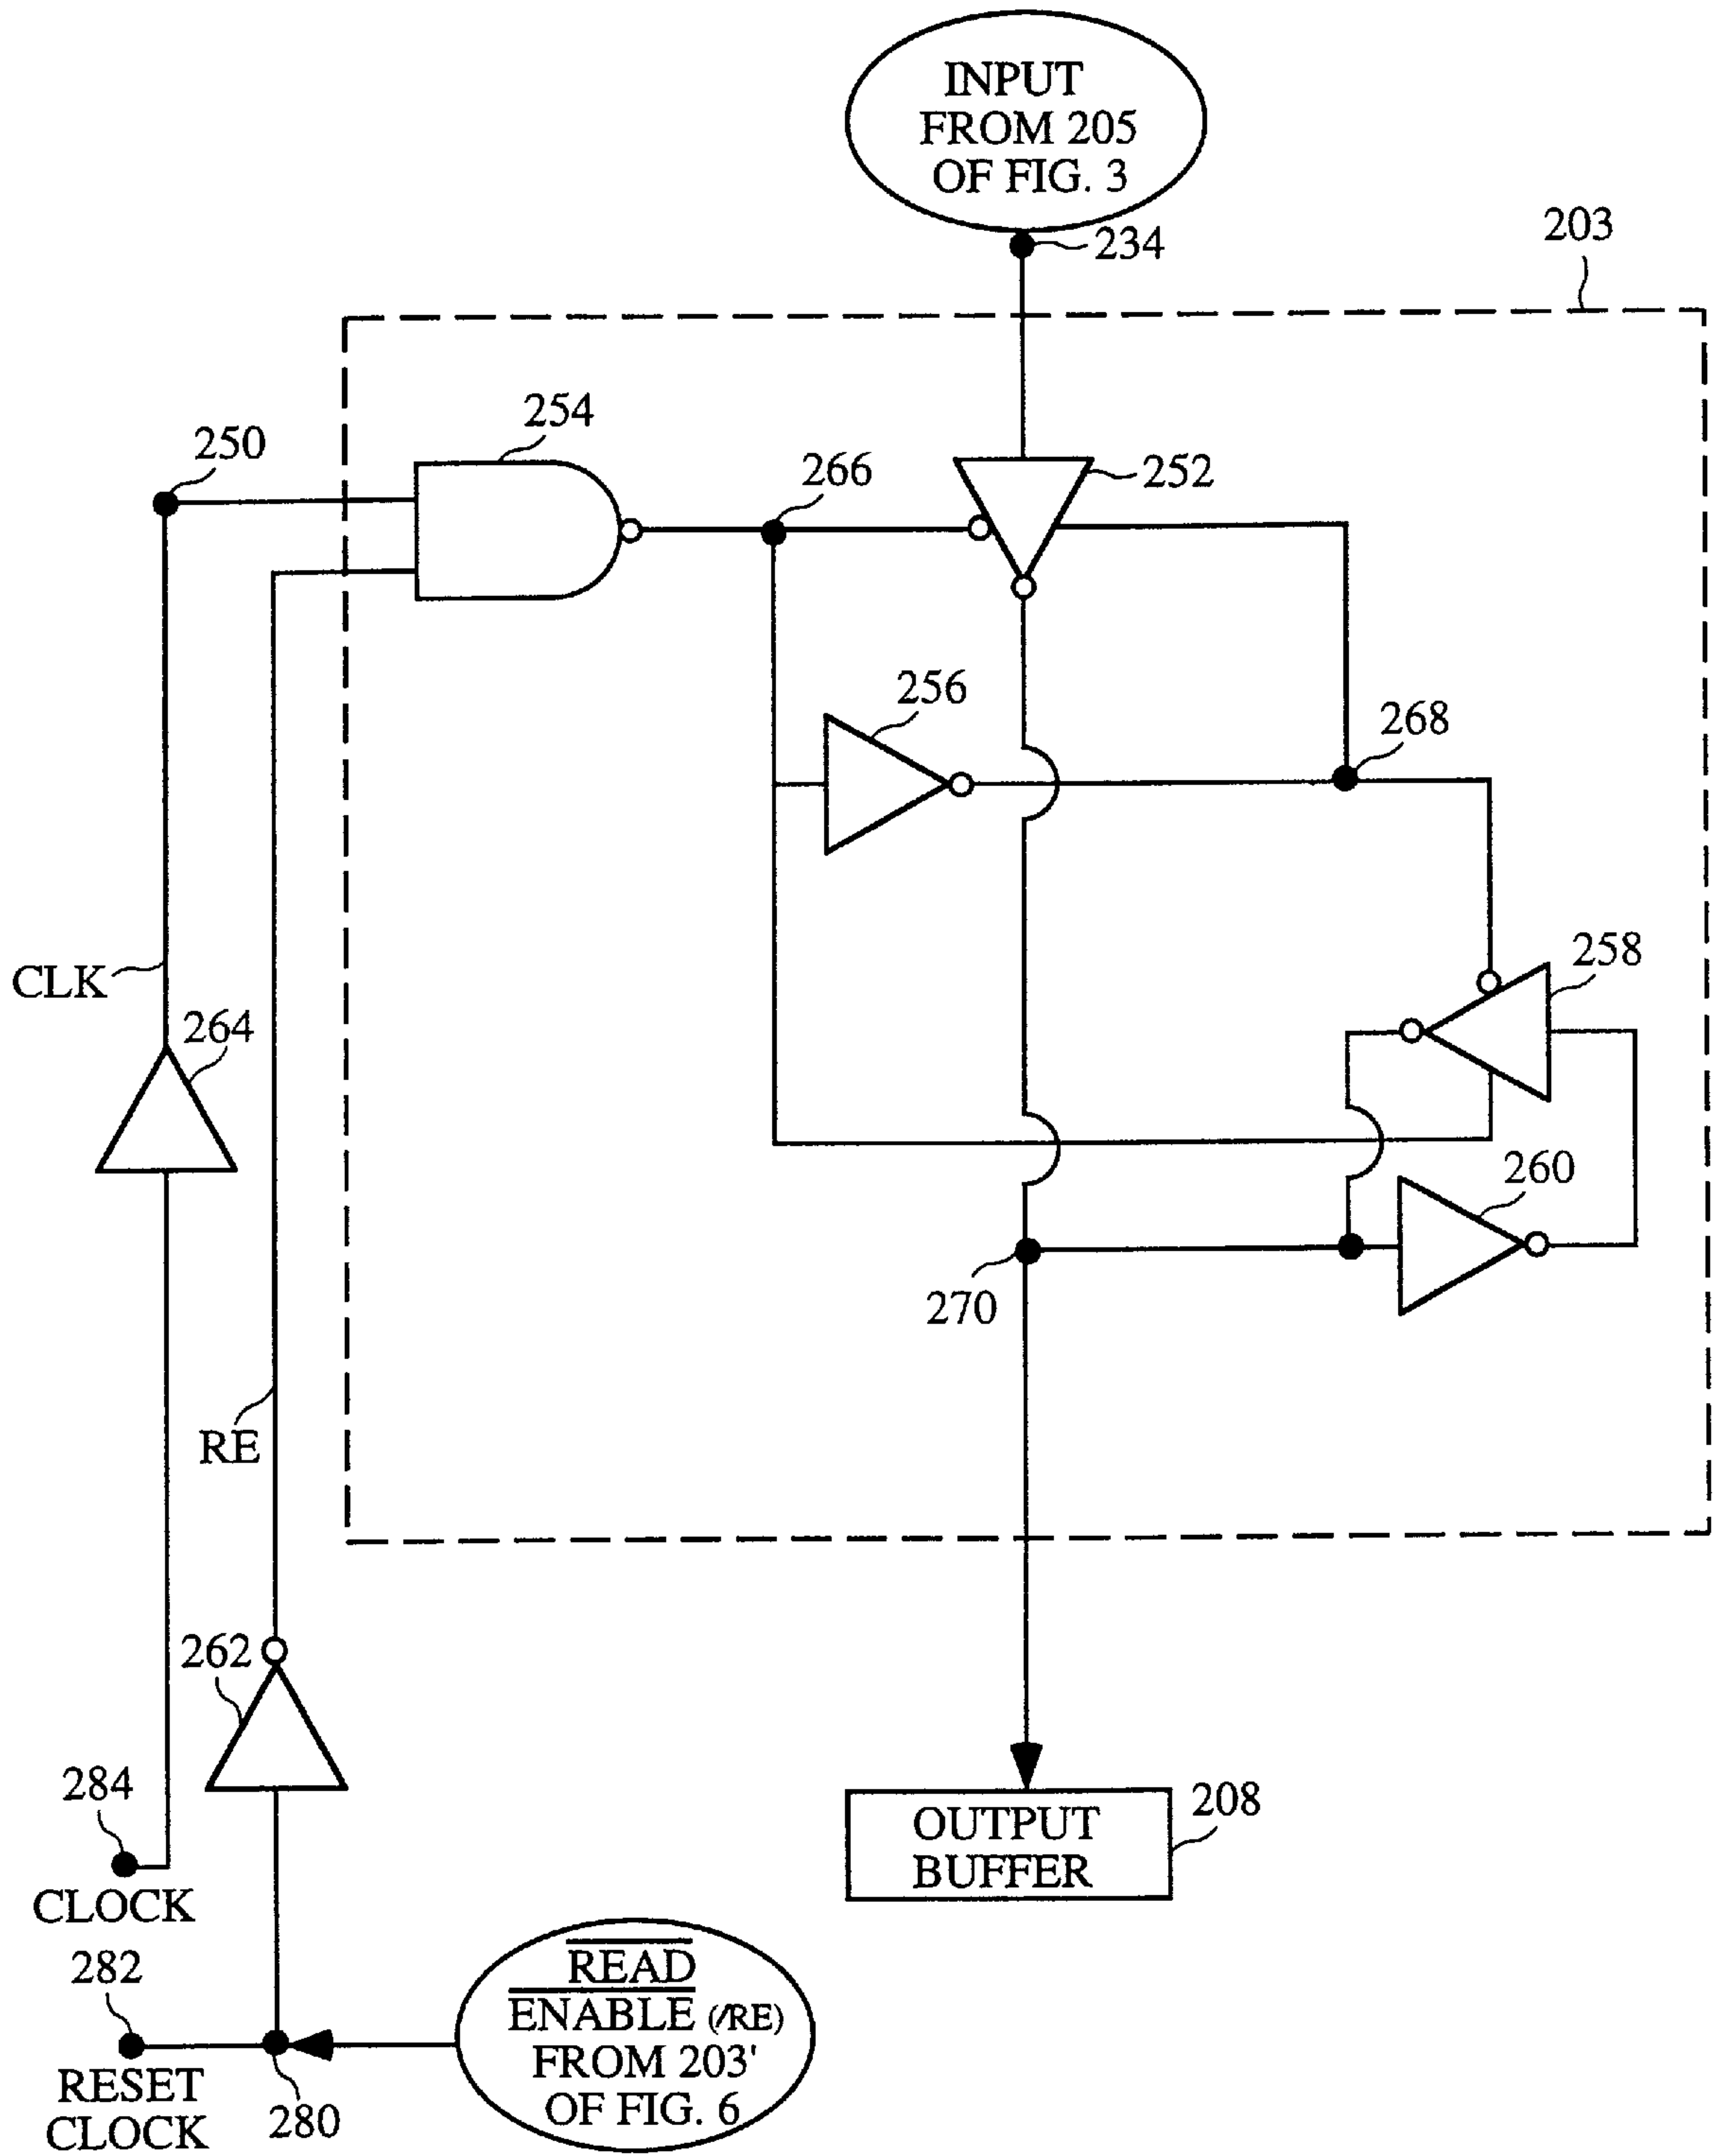 INPUT
FROM 205
OF FIG. 3
234
203
254
250
266
252
256
268
CLK
264
258
260
270
RE
262
284
CLOCK
208
OUTPUT
BUFFER
282
RESET
CLOCK
280
READ
ENABLE (/RE)
FROM 203'
OF FIG. 6